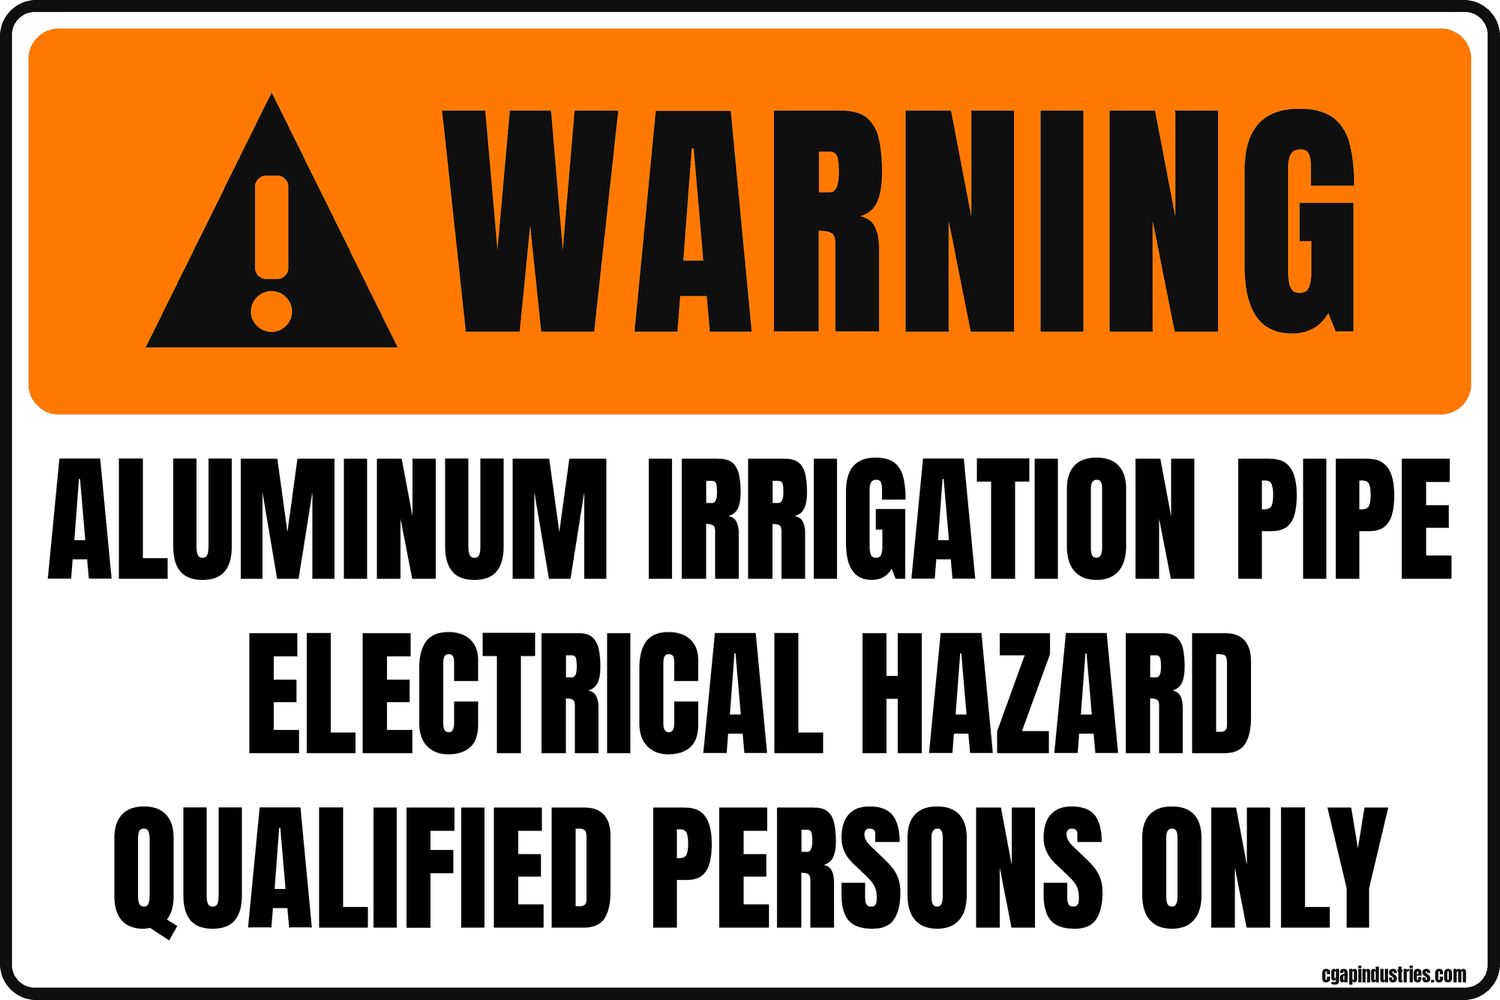 WARNING
ALUMINUM IRRIGATION PIPE
ELECTRICAL HAZARD
QUALIFIED PERSONS ONLY
cgapindustries.com